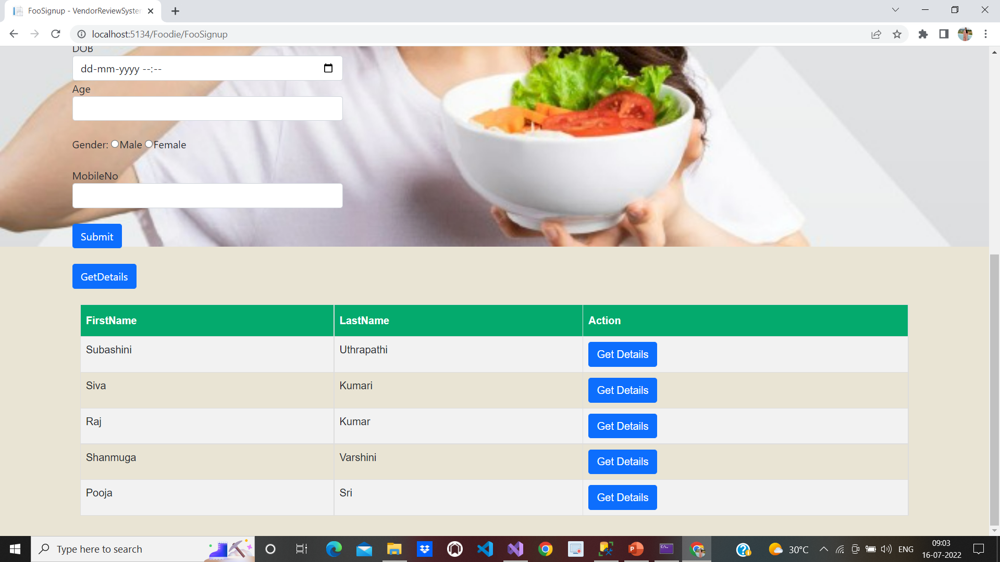 FooSignup - VendorReviewSystem
localhost:5134/Foodie/FooSignup
DOB
dd-mm-yyyy --:--
Age
Gender: Male Female
MobileNo
Submit
GetDetails
FirstName LastName Action
Subashini Uthrapathi Get Details
Siva Kumari Get Details
Raj Kumar Get Details
Shanmuga Varshini Get Details
Pooja Sri Get Details
Type here to search
30°C
ENG
09:03
16-07-2022